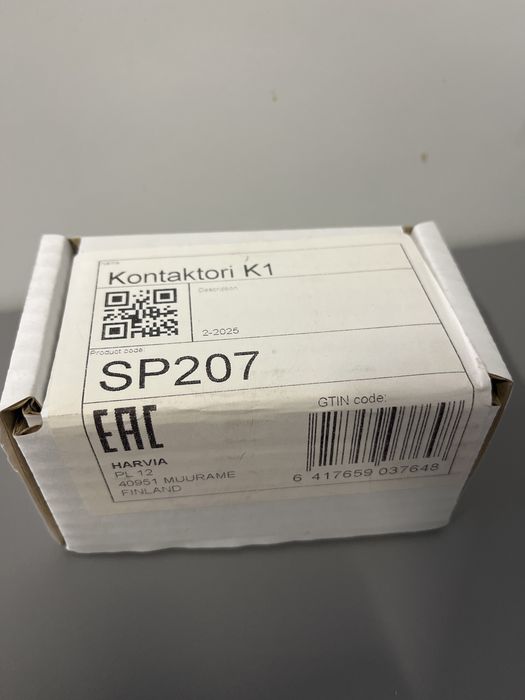 Name
Kontaktori K1
Description
2-2025
Product code:
SP207
EAC
GTIN code:
HARVIA
PL 12
40951 MUURAME
FINLAND
6 417659 037648